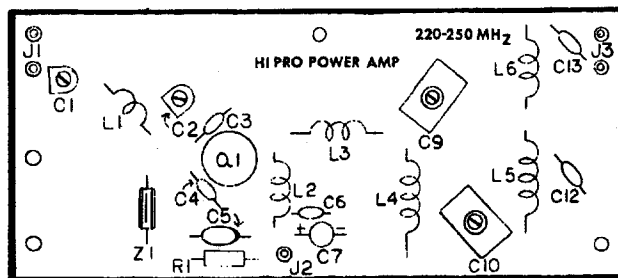 J1
220-250 MHZ
J3
HI PRO POWER AMP
L6
C13
C1
L1
C2
C3
Q1
L3
C9
C4
L2
C6
L4
L5
C12
C5
+
-
C7
Z1
R1
J2
C10